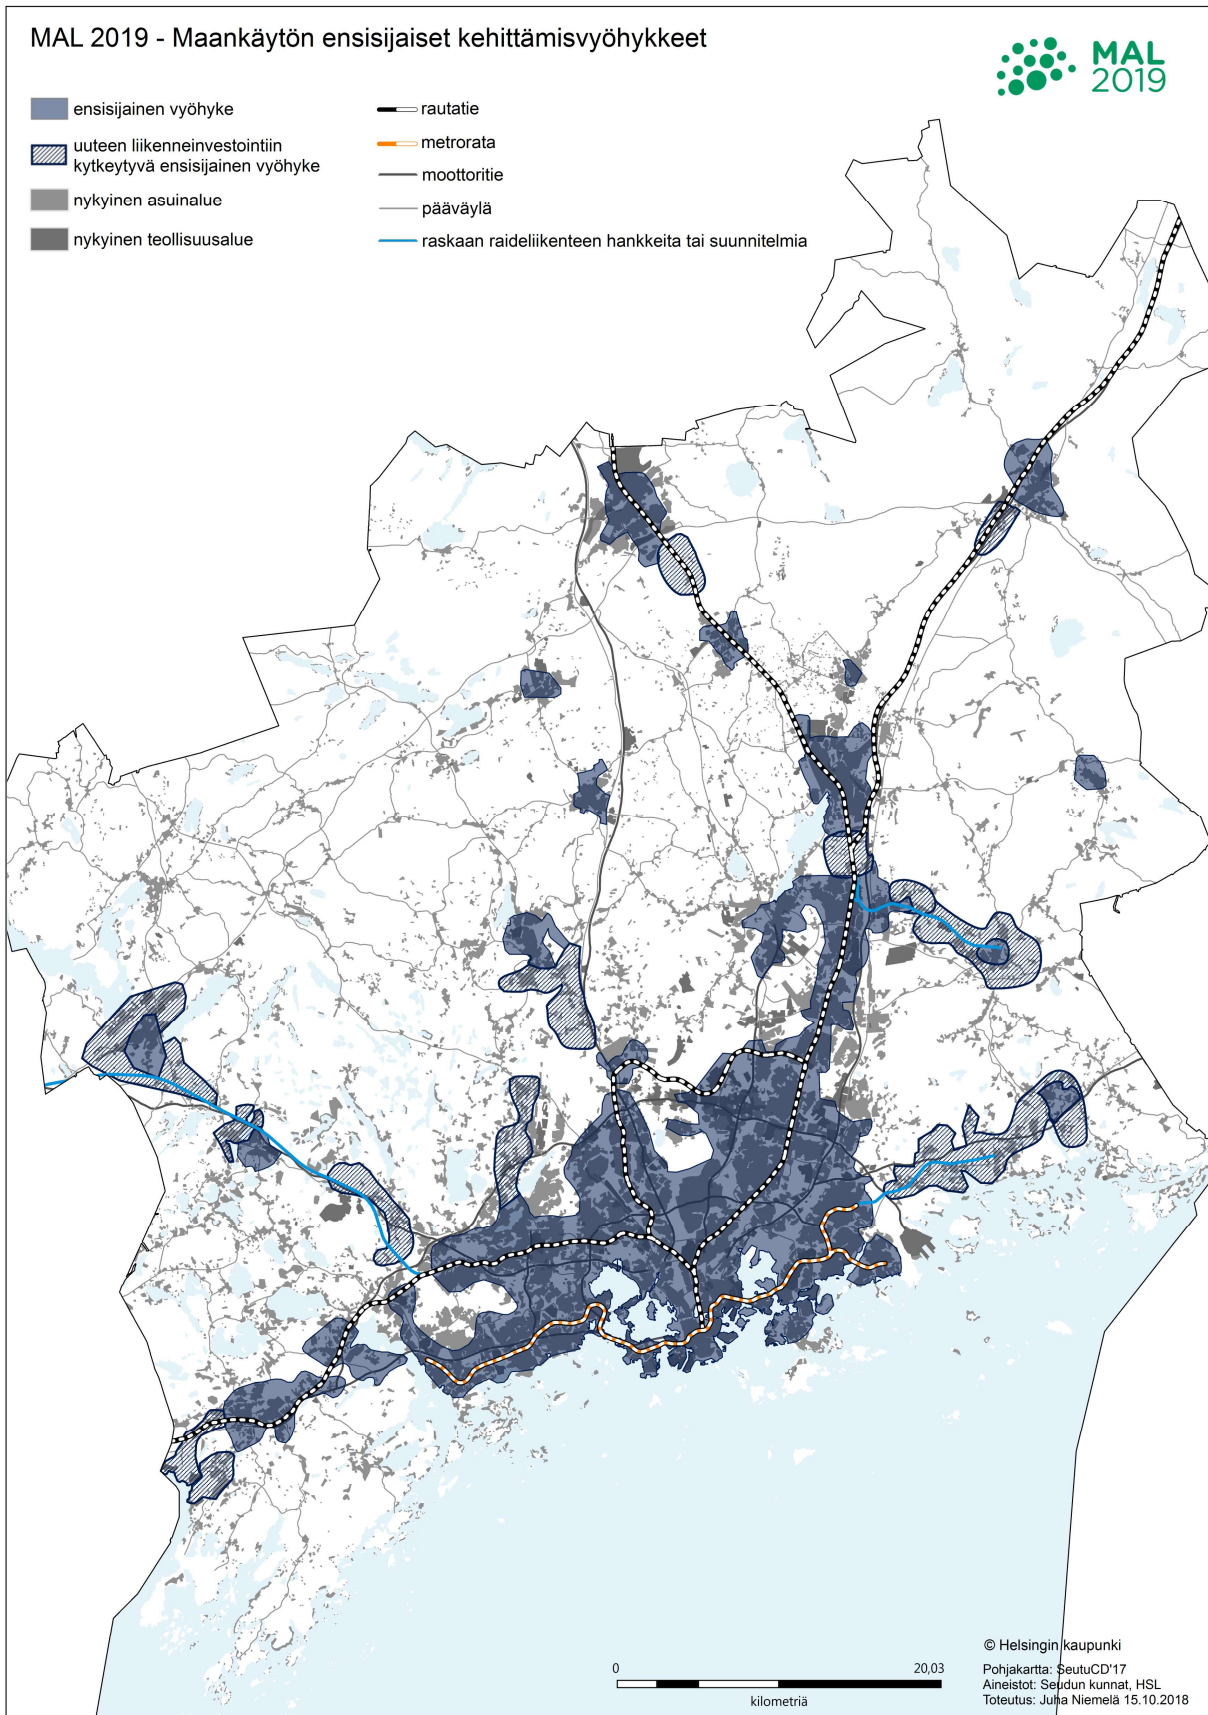 MAL 2019 - Maankäytön ensisijaiset kehittämisvyöhykkeet
MAL
2019
ensisijainen vyöhyke
uuteen liikenneinvestointiin
kytkeytyvä ensisijainen vyöhyke
nykyinen asuinalue
nykyinen teollisuusalue
rautatie
metrorata
moottoritie
pääväylä
raskaan raideliikenteen hankkeita tai suunnitelmia
0
20,03
kilometriä
© Helsingin kaupunki
Pohjakartta: SeutuCD'17
Aineistot: Seudun kunnat, HSL
Toteutus: Juha Niemelä 15.10.2018